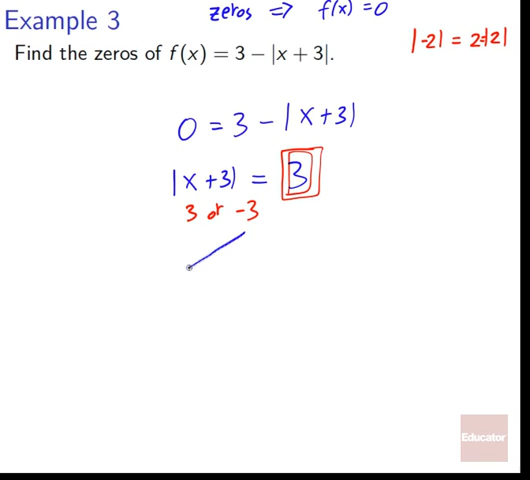 Example 3
zeros => f(x) = 0
|-2| = 2 = |2|
Find the zeros of f(x) = 3 − |x + 3|.
0 = 3 - |x+3|
|x+3| = 3
3 or -3
Educator